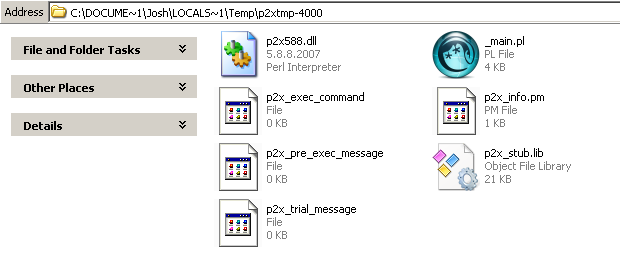 Address C:\DOCUME~1\Josh\LOCALS~1\Temp\p2xtmp-4000
File and Folder Tasks
Other Places
Details
p2x588.dll
5.8.8.2007
Perl Interpreter
_main.pl
PL File
4 KB
p2x_exec_command
File
0 KB
p2x_info.pm
PM File
1 KB
p2x_pre_exec_message
File
0 KB
p2x_stub.lib
Object File Library
21 KB
p2x_trial_message
File
0 KB